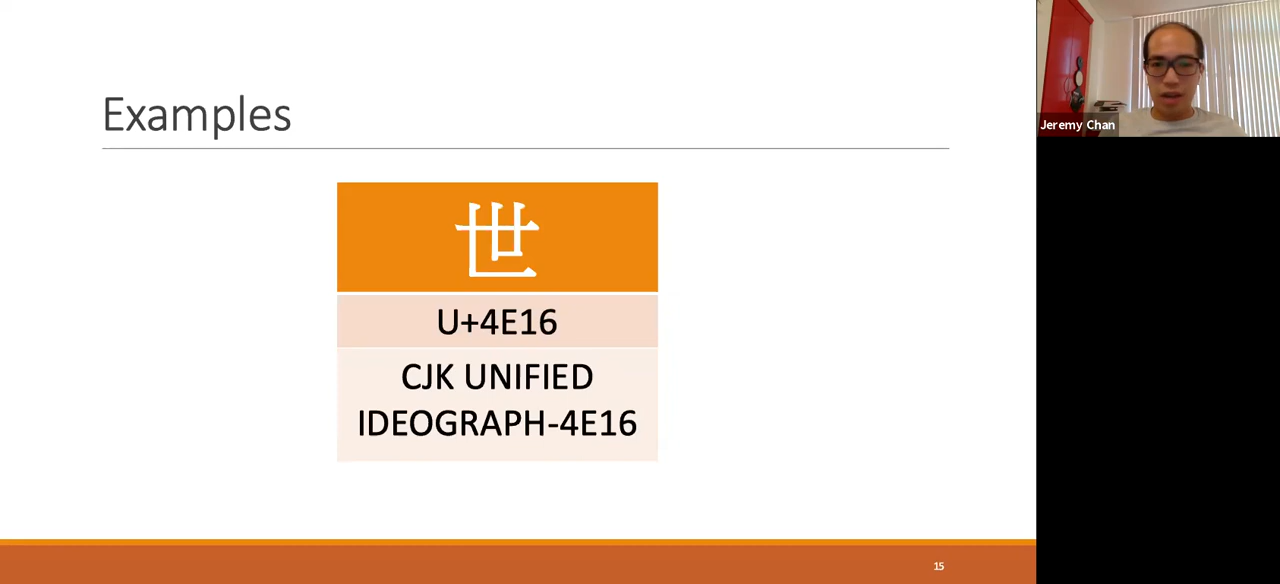 Examples
世
U+4E16
CJK UNIFIED
IDEOGRAPH-4E16
15
Jeremy Chan